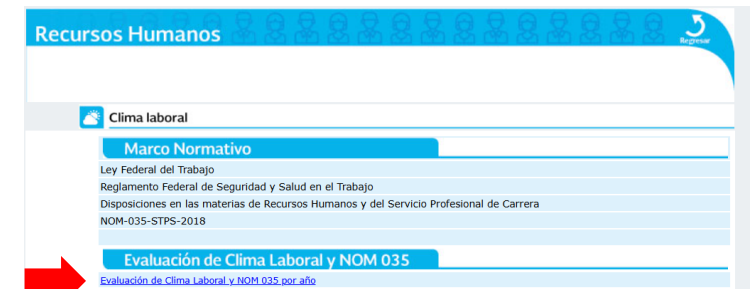 Recursos Humanos
Regresar
Clima laboral
Marco Normativo
Ley Federal del Trabajo
Reglamento Federal de Seguridad y Salud en el Trabajo
Disposiciones en las materias de Recursos Humanos y del Servicio Profesional de Carrera
NOM-035-STPS-2018
Evaluación de Clima Laboral y NOM 035
Evaluación de Clima Laboral y NOM 035 por año